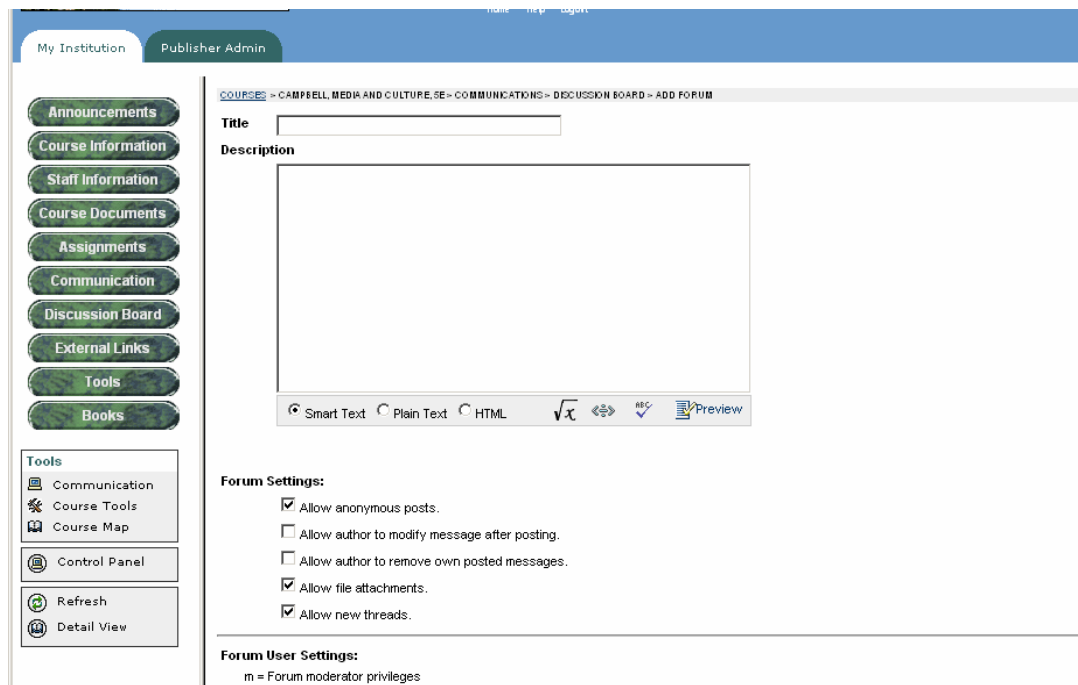 Home Help Logout
My Institution Publisher Admin
COURSES > CAMPBELL, MEDIA AND CULTURE, 5E > COMMUNICATIONS > DISCUSSION BOARD > ADD FORUM
Announcements
Course Information
Staff Information
Course Documents
Assignments
Communication
Discussion Board
External Links
Tools
Books
Tools
Communication
Course Tools
Course Map
Control Panel
Refresh
Detail View
Title
Description
Smart Text Plain Text HTML √x ABC Preview
Forum Settings:
Allow anonymous posts.
Allow author to modify message after posting.
Allow author to remove own posted messages.
Allow file attachments.
Allow new threads.
Forum User Settings:
m = Forum moderator privileges